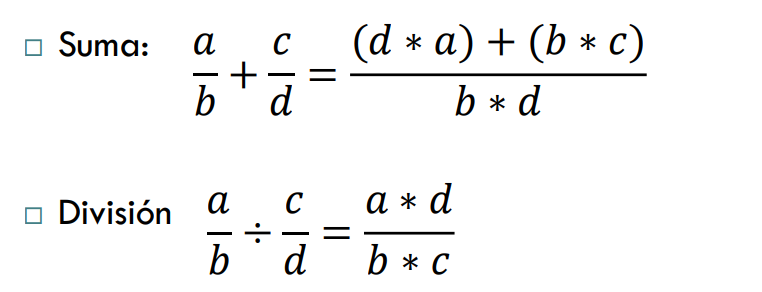 □ Suma: a/b + c/d = (d * a) + (b * c) / b * d
□ División a/b ÷ c/d = a * d / b * c